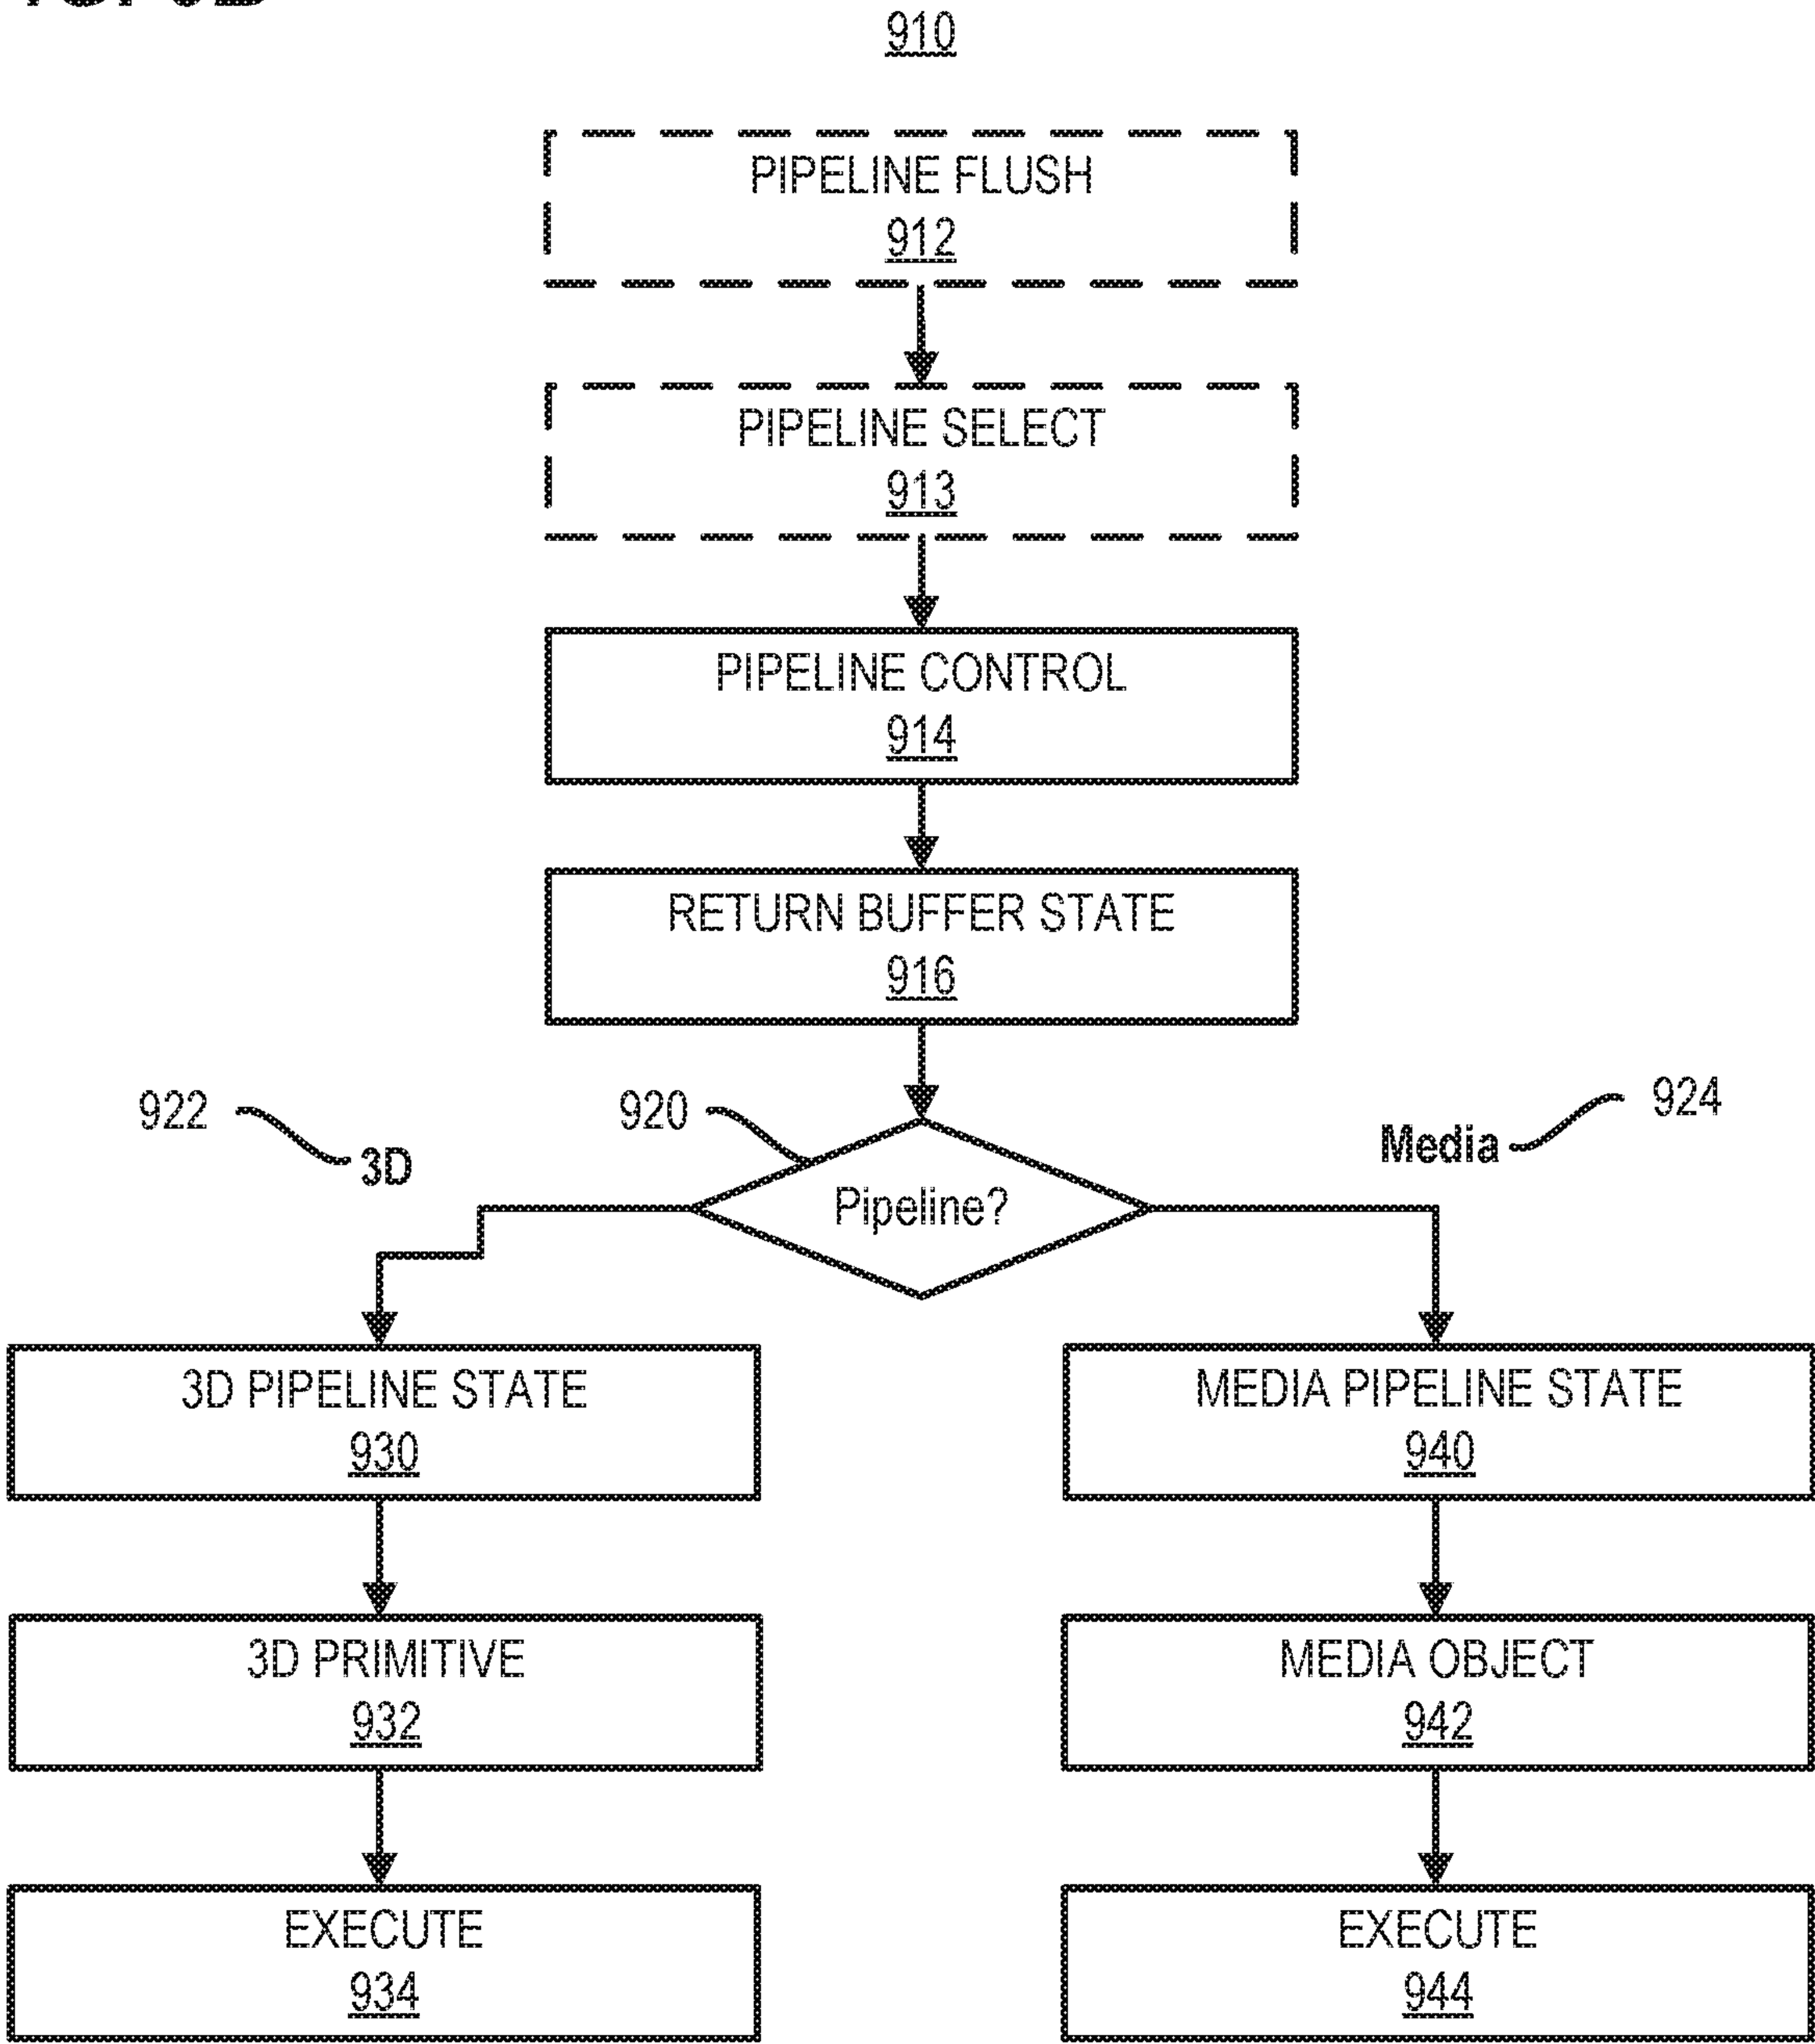 910
PIPELINE FLUSH
912
PIPELINE SELECT
913
PIPELINE CONTROL
914
RETURN BUFFER STATE
916
922
920
924
3D
Media
Pipeline?
3D PIPELINE STATE
930
MEDIA PIPELINE STATE
940
3D PRIMITIVE
932
MEDIA OBJECT
942
EXECUTE
934
EXECUTE
944